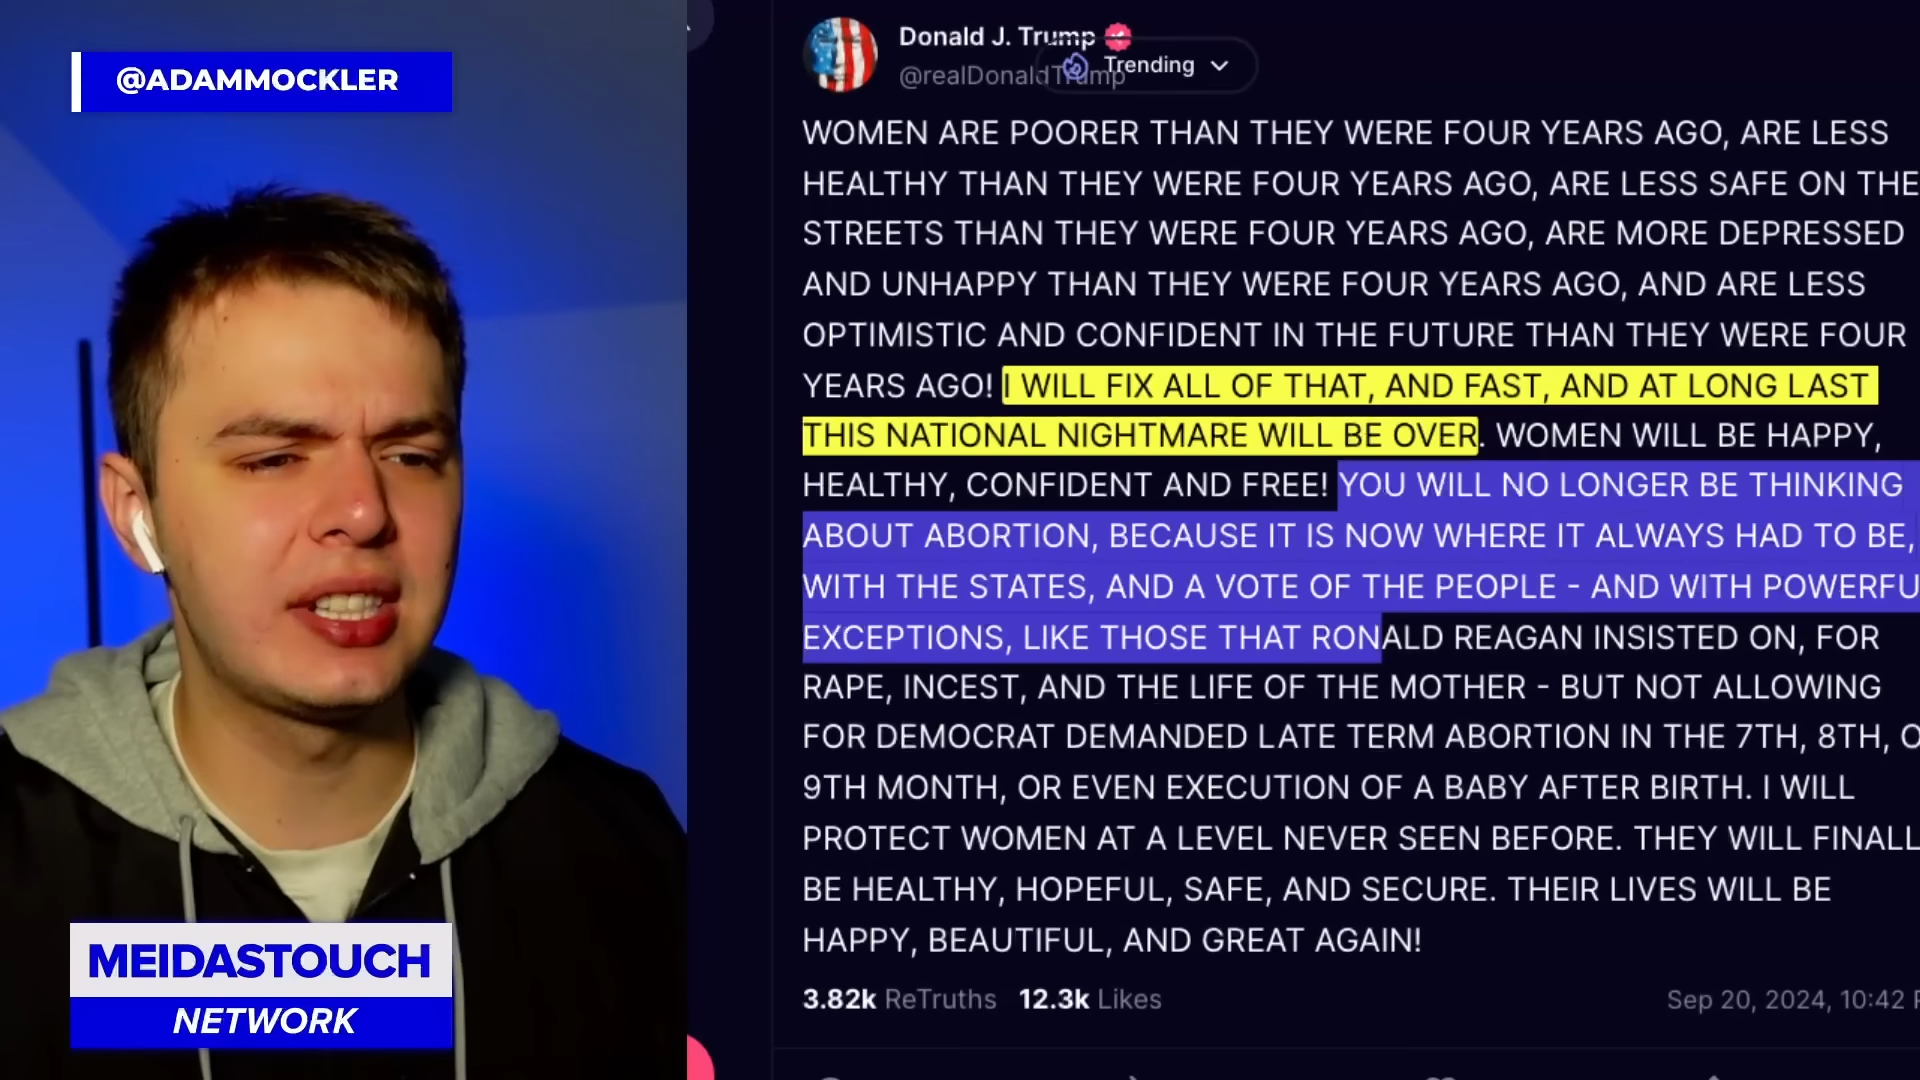 @ADAMMOCKLER
Donald J. Trump
@realDonaldTrump
Trending
WOMEN ARE POORER THAN THEY WERE FOUR YEARS AGO, ARE LESS
HEALTHY THAN THEY WERE FOUR YEARS AGO, ARE LESS SAFE ON THE
STREETS THAN THEY WERE FOUR YEARS AGO, ARE MORE DEPRESSED
AND UNHAPPY THAN THEY WERE FOUR YEARS AGO, AND ARE LESS
OPTIMISTIC AND CONFIDENT IN THE FUTURE THAN THEY WERE FOUR
YEARS AGO! I WILL FIX ALL OF THAT, AND FAST, AND AT LONG LAST
THIS NATIONAL NIGHTMARE WILL BE OVER. WOMEN WILL BE HAPPY,
HEALTHY, CONFIDENT AND FREE! YOU WILL NO LONGER BE THINKING
ABOUT ABORTION, BECAUSE IT IS NOW WHERE IT ALWAYS HAD TO BE,
WITH THE STATES, AND A VOTE OF THE PEOPLE - AND WITH POWERFU
EXCEPTIONS, LIKE THOSE THAT RONALD REAGAN INSISTED ON, FOR
RAPE, INCEST, AND THE LIFE OF THE MOTHER - BUT NOT ALLOWING
FOR DEMOCRAT DEMANDED LATE TERM ABORTION IN THE 7TH, 8TH, O
9TH MONTH, OR EVEN EXECUTION OF A BABY AFTER BIRTH. I WILL
PROTECT WOMEN AT A LEVEL NEVER SEEN BEFORE. THEY WILL FINALL
BE HEALTHY, HOPEFUL, SAFE, AND SECURE. THEIR LIVES WILL BE
HAPPY, BEAUTIFUL, AND GREAT AGAIN!
3.82k ReTruths 12.3k Likes
Sep 20, 2024, 10:42 P
MEIDASTOUCH
NETWORK